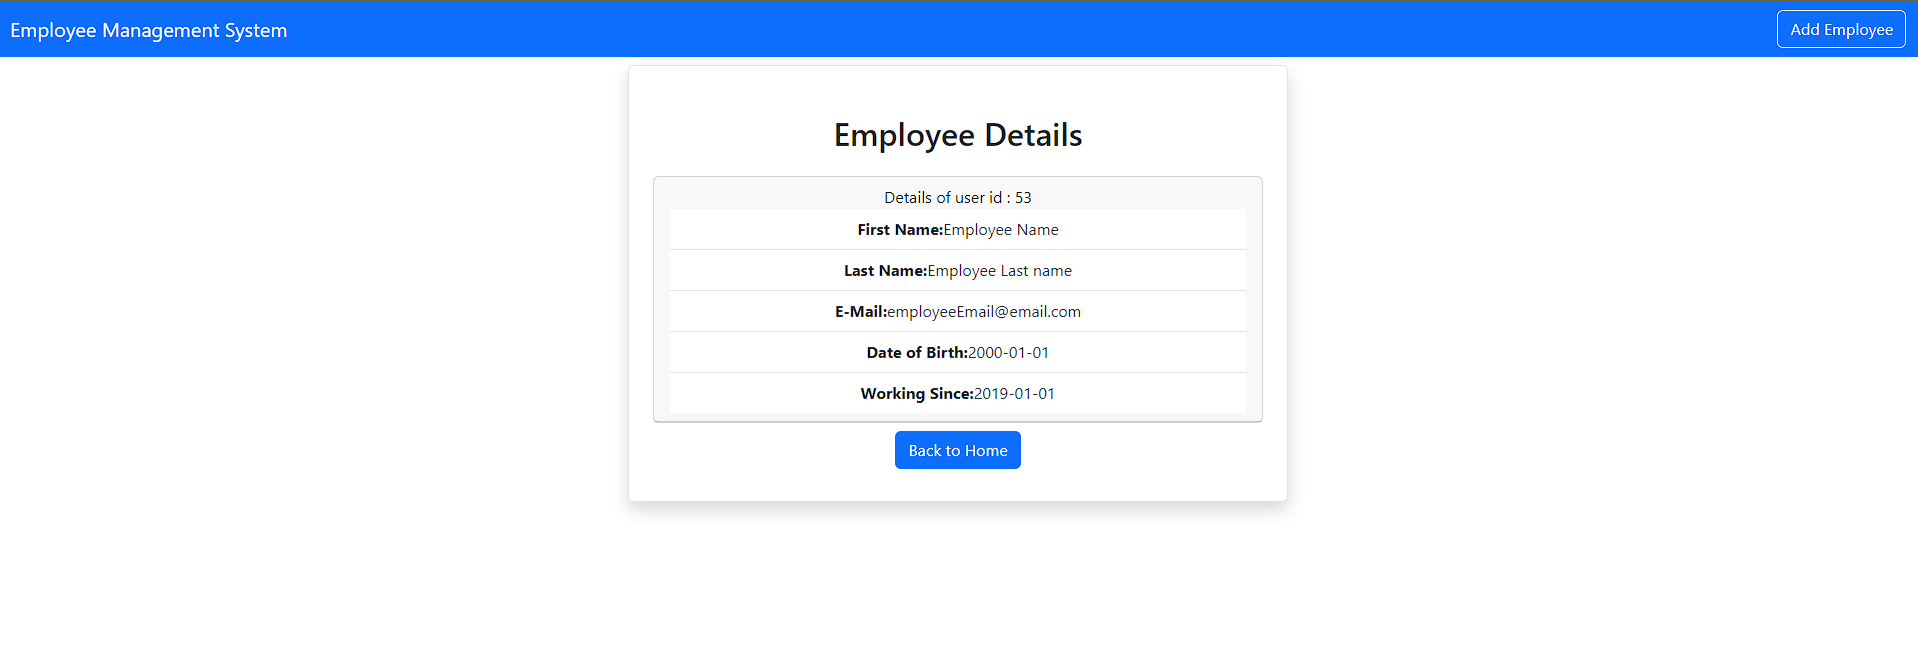 Employee Management System
Add Employee
Employee Details
Details of user id : 53
First Name:Employee Name
Last Name:Employee Last name
E-Mail:employeeEmail@email.com
Date of Birth:2000-01-01
Working Since:2019-01-01
Back to Home